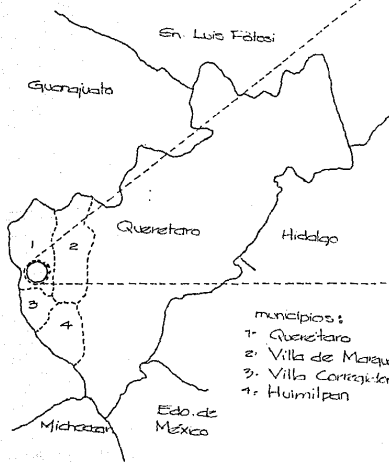 Sn. Luis Potosi
Guanajuato
1
2
Queretaro
Hidalgo
3
4
municipios:
1- Querétaro
2. Villa de Marqu
3. Villa Corregidor
4. Huimilpan
Michoacan
Edo. de
México